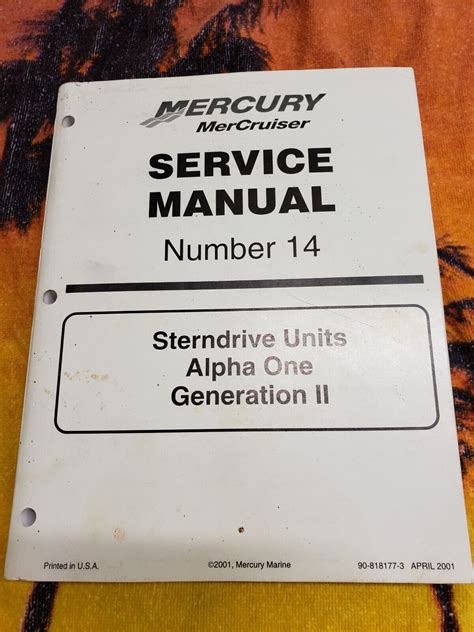 MERCURY
MerCruiser
SERVICE
MANUAL
Number 14
Sterndrive Units
Alpha One
Generation II
Printed in U.S.A. ©2001, Mercury Marine 90-818177-3 APRIL 2001